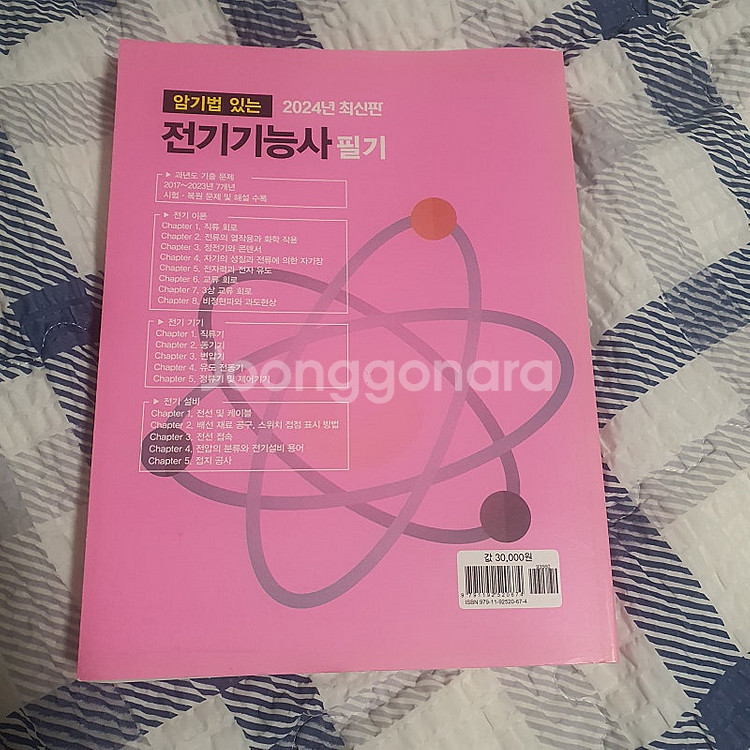 암기법 있는 2024년 최신판
전기기능사 필기
▶ 과년도 기출 문제
2017~2023년 7개년
시험·복원 문제 및 해설 수록
▶ 전기 이론
Chapter 1. 직류 회로
Chapter 2. 전류의 열작용과 화학 작용
Chapter 3. 정전기와 콘덴서
Chapter 4. 자기의 성질과 전류에 의한 자기장
Chapter 5. 전자력과 전자 유도
Chapter 6. 교류 회로
Chapter 7. 3상 교류 회로
Chapter 8. 비정현파와 과도현상
▶ 전기 기기
Chapter 1. 직류기
Chapter 2. 동기기
Chapter 3. 변압기
Chapter 4. 유도 전동기
Chapter 5. 정류기 및 제어기기
joonggonara
▶ 전기 설비
Chapter 1. 전선 및 케이블
Chapter 2. 배선 재료 공구, 스위치 접점 표시 방법
Chapter 3. 전선 접속
Chapter 4. 전압의 분류와 전기설비 용어
Chapter 5. 접지 공사
값 30,000원
9 791192 520674
ISBN 979-11-92520-67-4